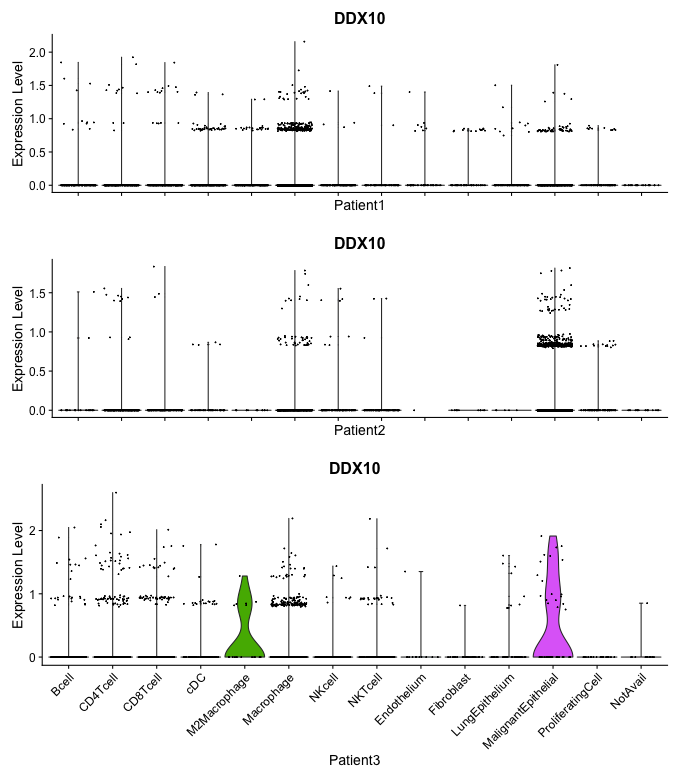 DDX10
Expression Level
2.0
1.5
1.0
0.5
0.0
Patient1
DDX10
Expression Level
1.5
1.0
0.5
0.0
Patient2
DDX10
Expression Level
2
1
0
Bcell
CD4Tcell
CD8Tcell
cDC
M2Macrophage
Macrophage
NKcell
NKTcell
Endothelium
Fibroblast
LungEpithelium
MalignantEpithelial
ProliferatingCell
NotAvail
Patient3